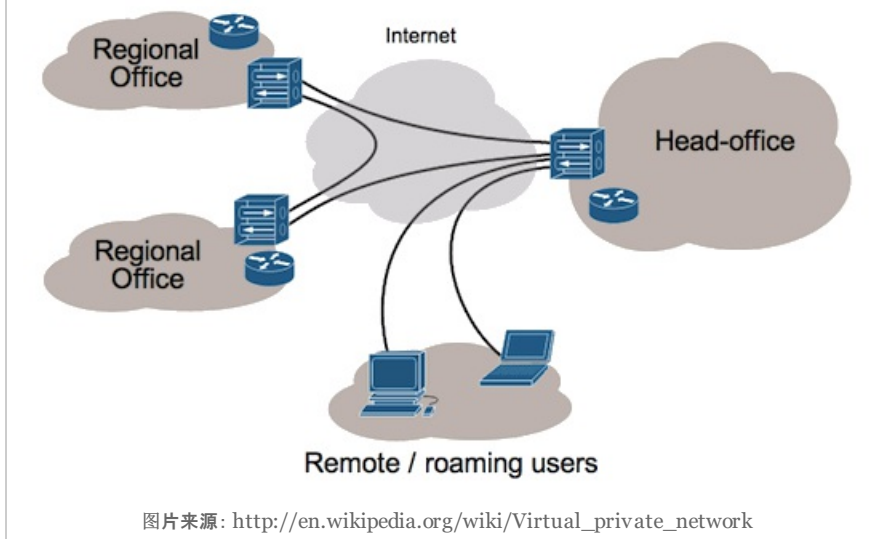 Internet
Regional
Office
Head-office
Regional
Office
Remote / roaming users
图片来源: http://en.wikipedia.org/wiki/Virtual_private_network